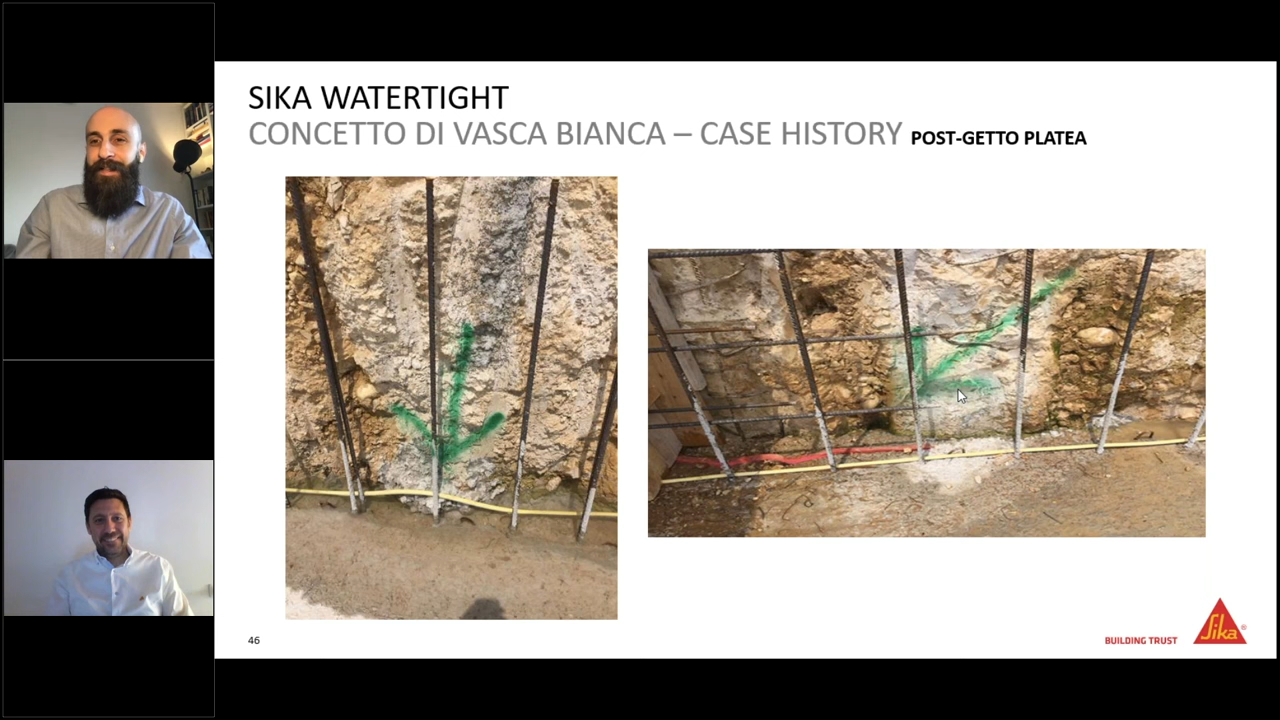 SIKA WATERTIGHT
CONCETTO DI VASCA BIANCA – CASE HISTORY POST-GETTO PLATEA
46
BUILDING TRUST
Sika®